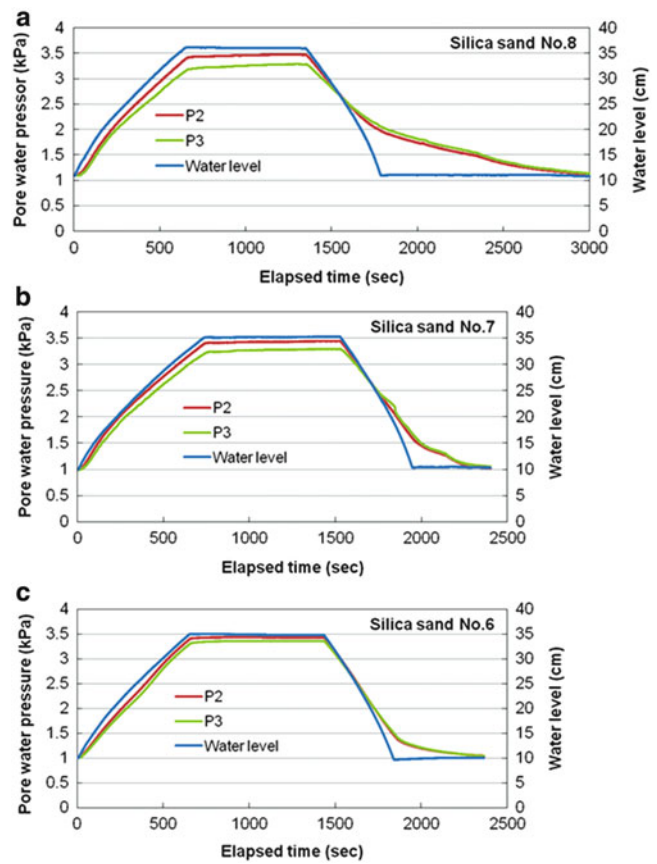 a
4
3.5
3
2.5
2
1.5
1
0.5
0
Pore water pressor (kPa)
Silica sand No.8
P2
P3
Water level
40
35
30
25
20
15
10
5
0
Water level (cm)
0 500 1000 1500 2000 2500 3000
Elapsed time (sec)
b
4
3.5
3
2.5
2
1.5
1
0.5
0
Pore water pressure (kPa)
Silica sand No.7
P2
P3
Water level
40
35
30
25
20
15
10
5
0
Water level (cm)
0 500 1000 1500 2000 2500
Elapsed time (sec)
c
4
3.5
3
2.5
2
1.5
1
0.5
0
Pore water pressure (kPa)
Silica sand No.6
P2
P3
Water level
40
35
30
25
20
15
10
5
0
Water level (cm)
0 500 1000 1500 2000 2500
Elapsed time (sec)